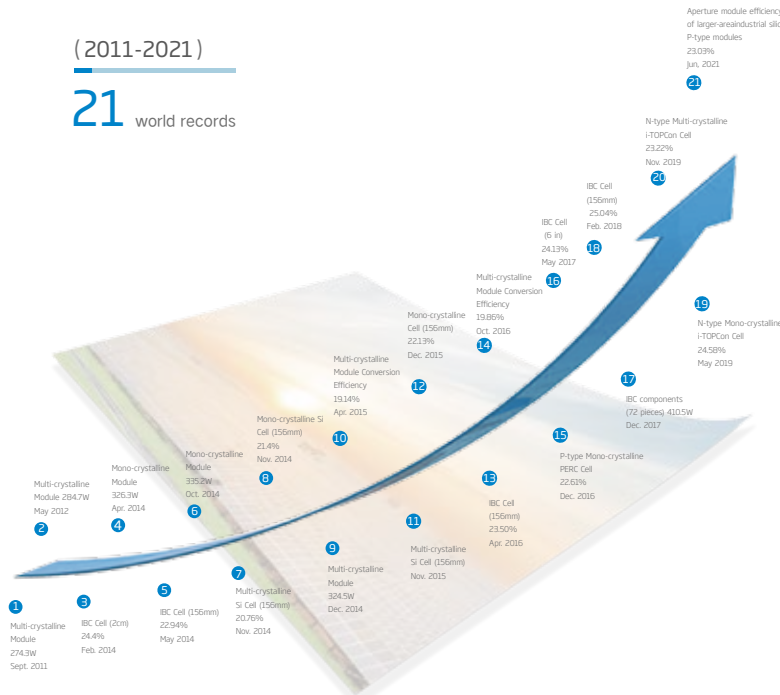 (2011-2021)
21 world records
1
Multi-crystalline
Module
274.3W
Sept. 2011
Multi-crystalline
Module 284.7W
May 2012
2
3
IBC Cell (2cm)
24.4%
Feb. 2014
Mono-crystalline
Module
326.3W
Apr. 2014
4
5
IBC Cell (156mm)
22.94%
May 2014
Mono-crystalline
Module
335.2W
Oct. 2014
6
7
Multi-crystalline
Si Cell (156mm)
20.76%
Nov. 2014
Mono-crystalline Si
Cell (156mm)
21.4%
Nov. 2014
8
9
Multi-crystalline
Module
324.5W
Dec. 2014
Multi-crystalline
Module Conversion
Efficiency
19.14%
Apr. 2015
10
11
Multi-crystalline
Si Cell (156mm)
Nov. 2015
Mono-crystalline
Cell (156mm)
22.13%
Dec. 2015
12
13
IBC Cell
(156mm)
23.50%
Apr. 2016
Multi-crystalline
Module Conversion
Efficiency
19.86%
Oct. 2016
14
15
P-type Mono-crystalline
PERC Cell
22.61%
Dec. 2016
IBC Cell
(6 in)
24.13%
May 2017
16
17
IBC components
(72 pieces) 410.5W
Dec. 2017
IBC Cell
(156mm)
25.04%
Feb. 2018
18
19
N-type Mono-crystalline
i-TOPCon Cell
24.58%
May 2019
N-type Multi-crystalline
i-TOPCon Cell
23.22%
Nov. 2019
20
Aperture module efficiency
of larger-areaindustrial silic
P-type modules
23.03%
Jun. 2021
21